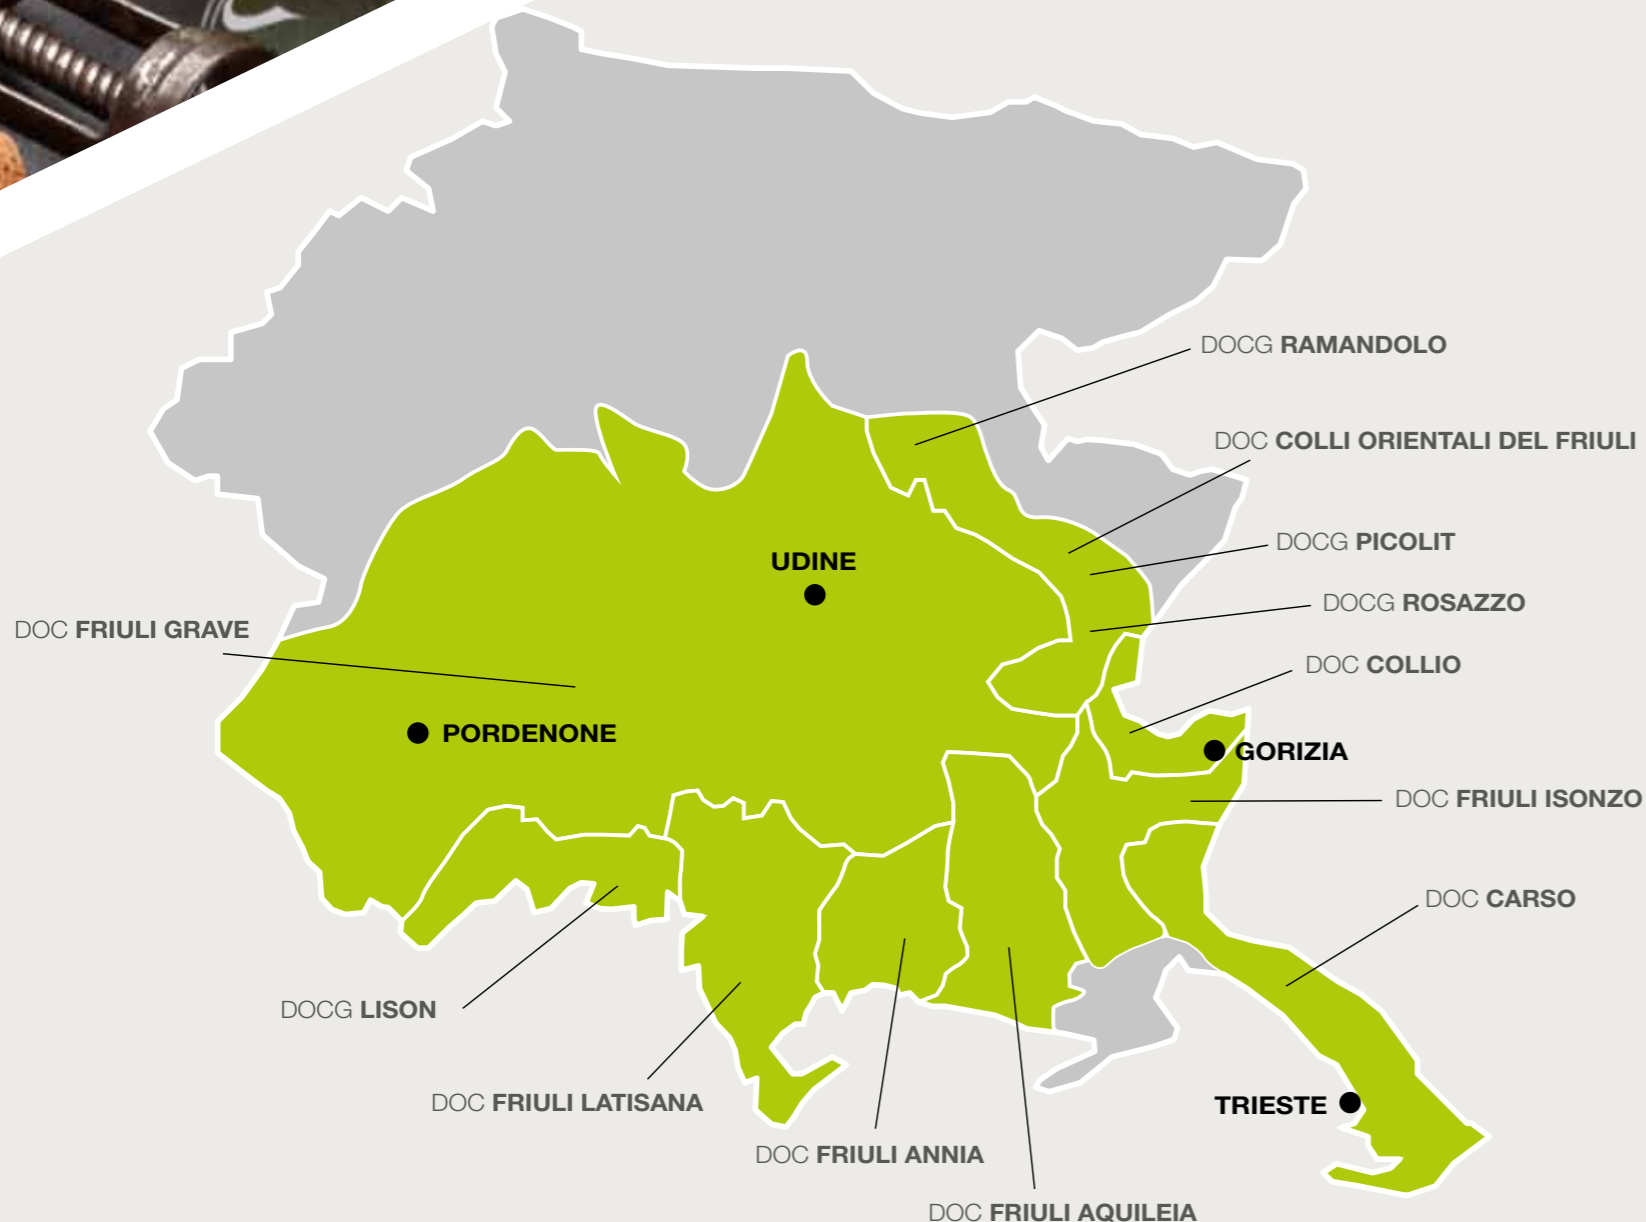 DOCG RAMANDOLO
DOC COLLI ORIENTALI DEL FRIULI
DOCG PICOLIT
UDINE
DOCG ROSAZZO
DOC FRIULI GRAVE
DOC COLLIO
PORDENONE
GORIZIA
DOC FRIULI ISONZO
DOC CARSO
DOCG LISON
DOC FRIULI LATISANA
TRIESTE
DOC FRIULI ANNIA
DOC FRIULI AQUILEIA